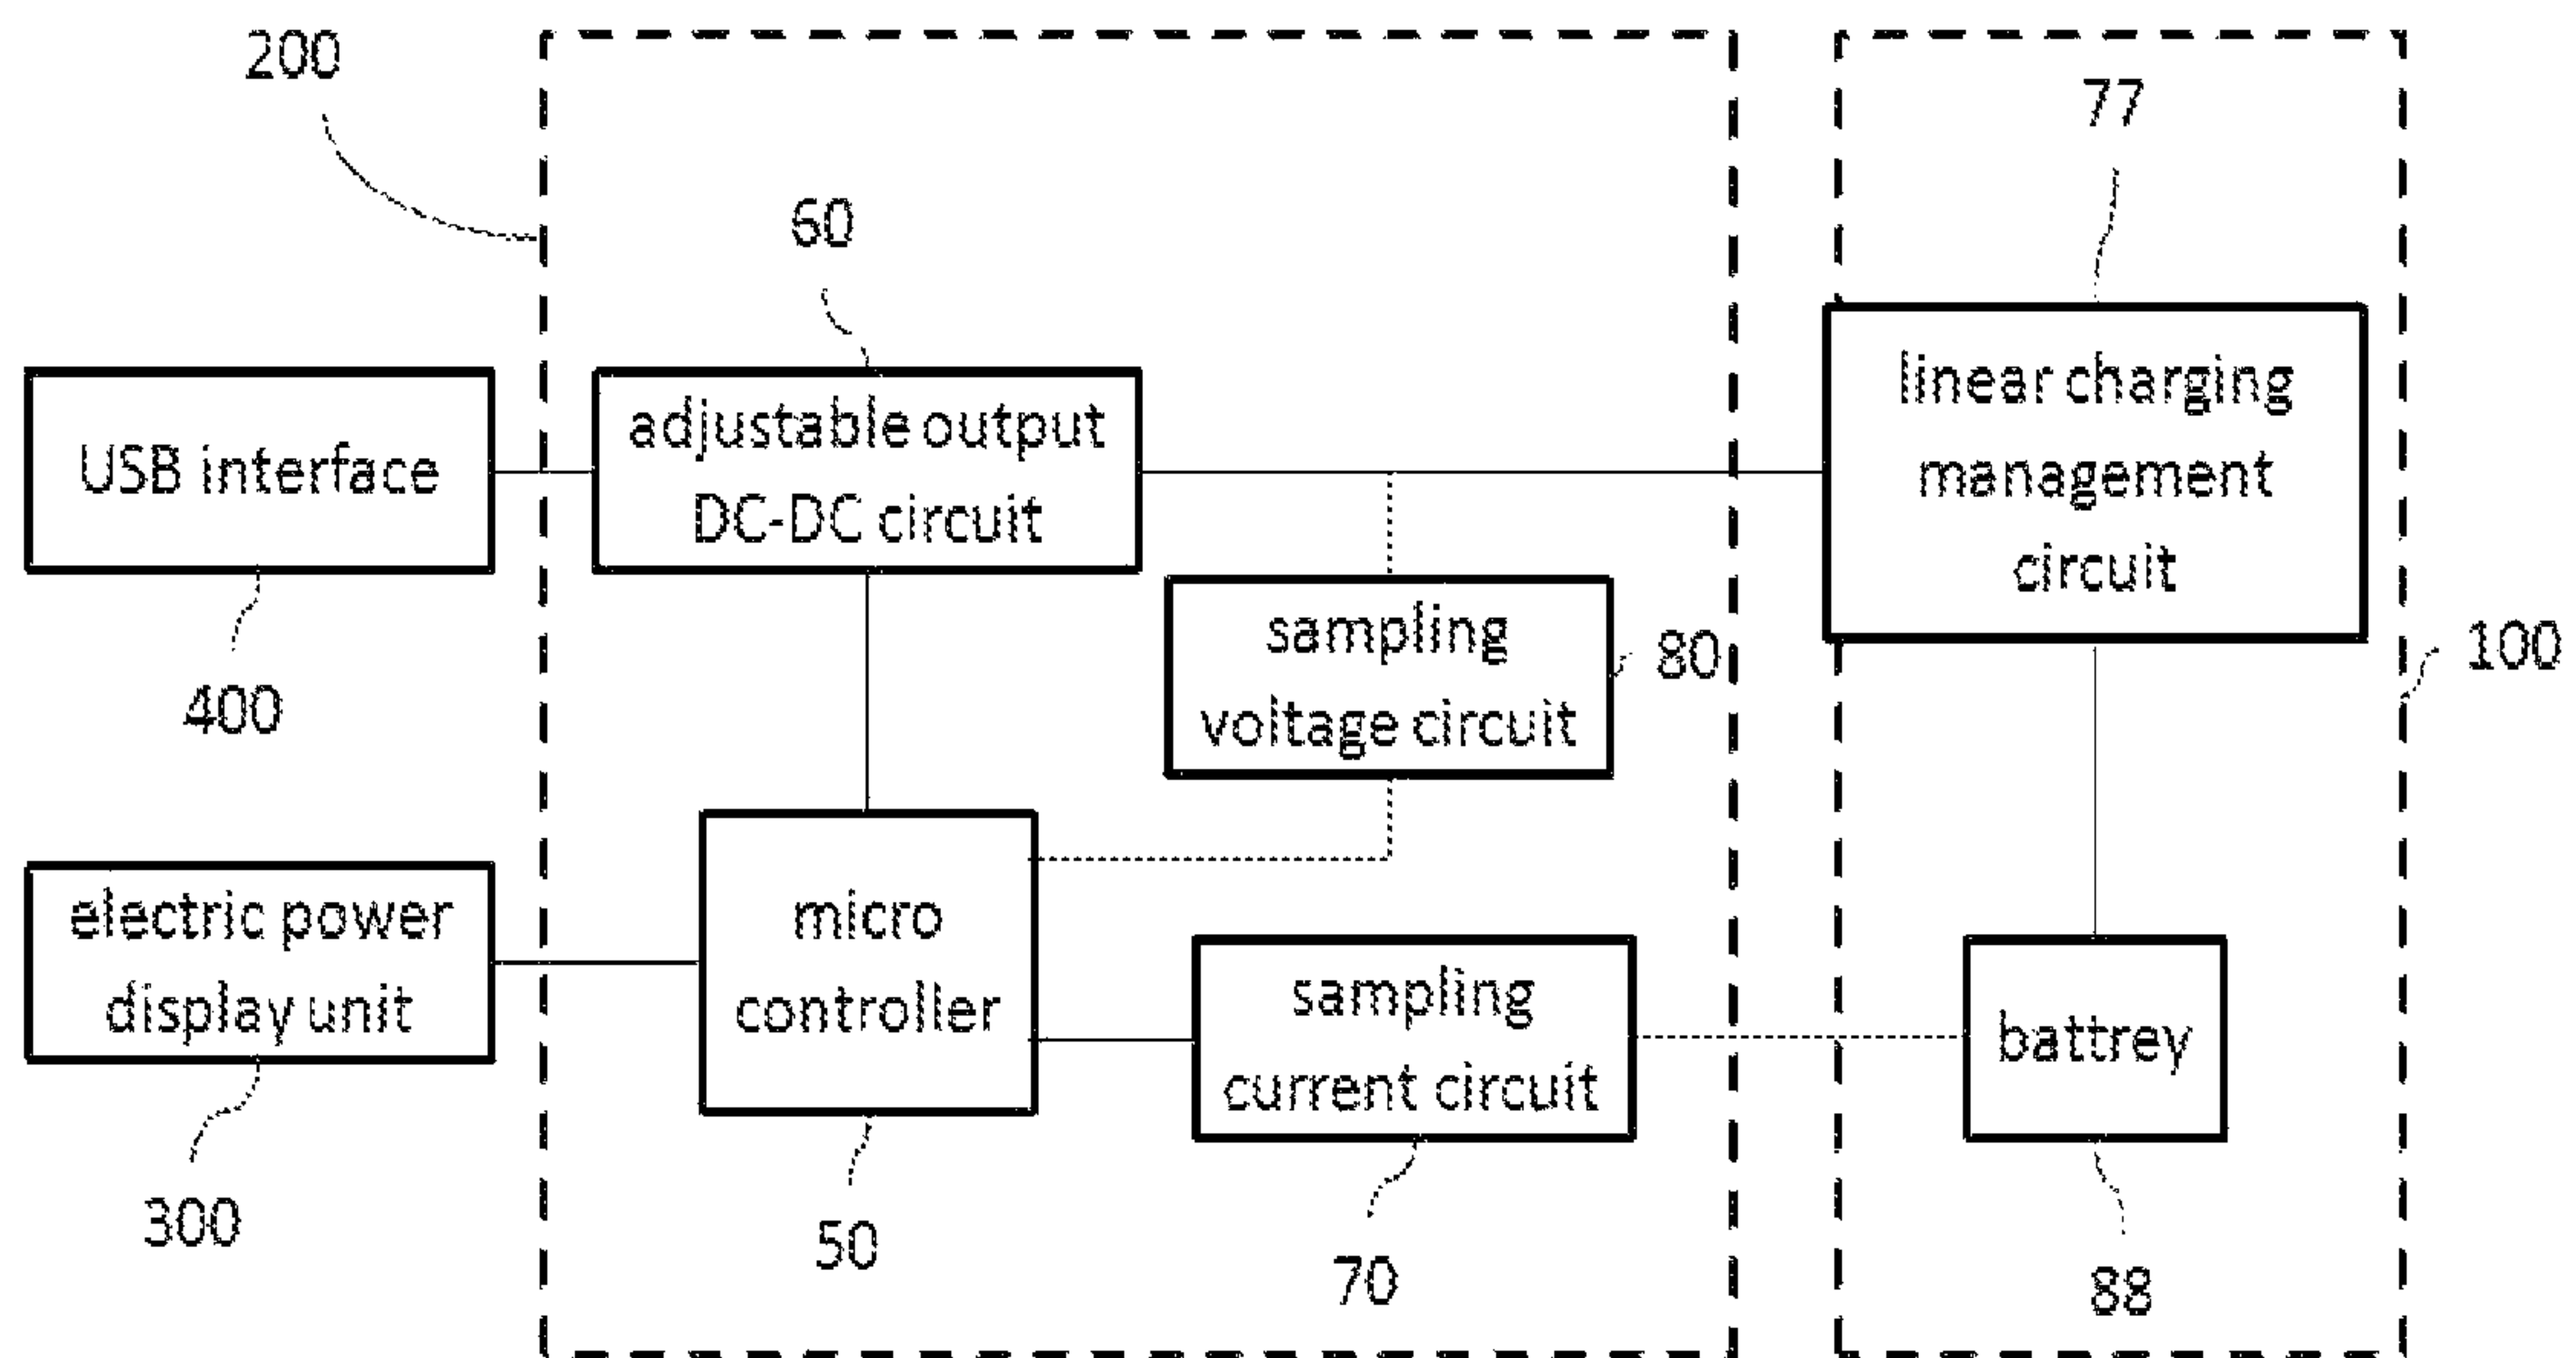 200
77
60
USB interface
adjustable output
DC-DC circuit
linear charging
management
circuit
400
sampling
voltage circuit
80
100
electric power
display unit
micro
controller
sampling
current circuit
battrey
300
50
70
88